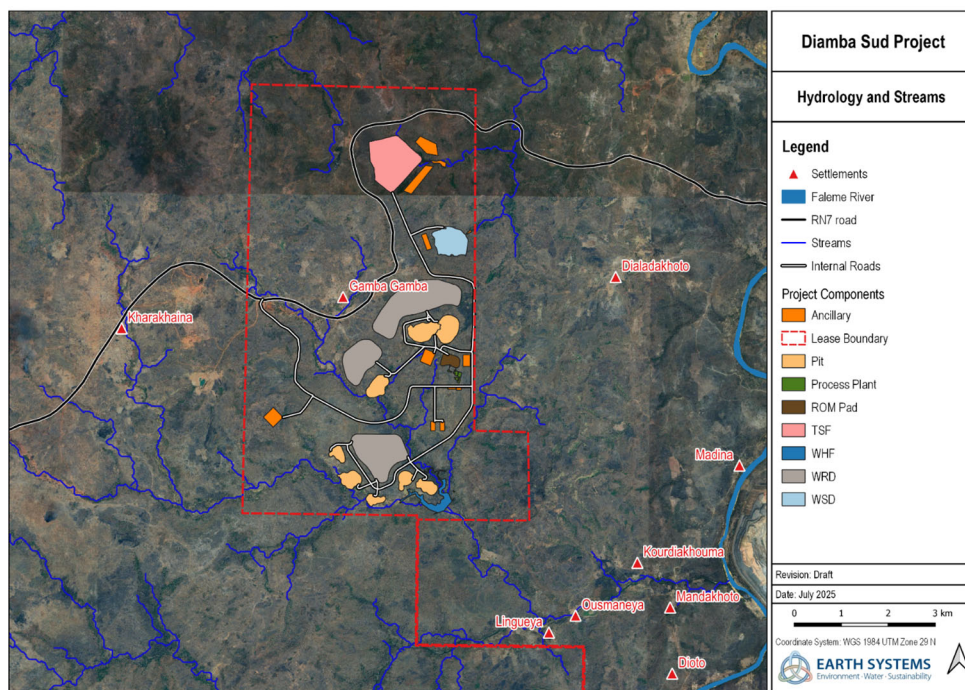 Diamba Sud Project
Hydrology and Streams
Legend
Settlements
Faleme River
RN7 road
Streams
Internal Roads
Project Components
Ancillary
Lease Boundary
Pit
Process Plant
ROM Pad
TSF
WHF
WRD
WSD
Revision: Draft
Date: July 2025
0 1 2 3 km
Coordinate System: WGS 1984 UTM Zone 29 N
EARTH SYSTEMS
Environment · Water · Sustainability
Dialadakhoto
Gamba Gamba
Kharakhaina
Madina
Kourdiakhouma
Mandakhoto
Ousmaneya
Lingueya
Dioto